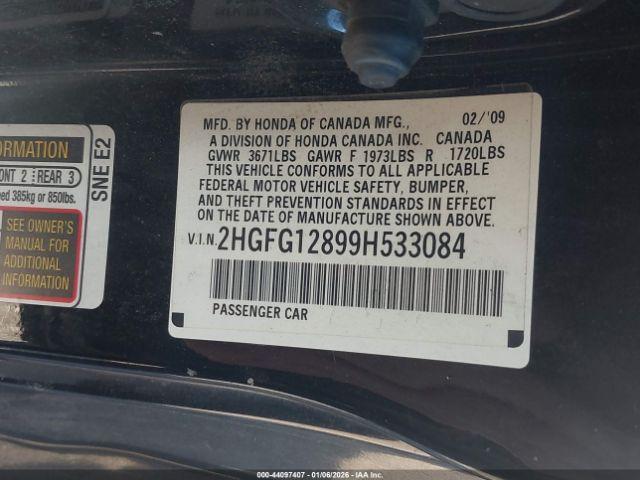 ORMATION
ONT 2 REAR 3
ed 385kg or 850lbs.
SEE OWNER'S
MANUAL FOR
ADDITIONAL
INFORMATION
SNE E2
MFD. BY HONDA OF CANADA MFG., 02/'09
A DIVISION OF HONDA CANADA INC. CANADA
GVWR 3671LBS GAWR F 1973LBS R 1720LBS
THIS VEHICLE CONFORMS TO ALL APPLICABLE
FEDERAL MOTOR VEHICLE SAFETY, BUMPER,
AND THEFT PREVENTION STANDARDS IN EFFECT
ON THE DATE OF MANUFACTURE SHOWN ABOVE.
V.I.N. 2HGFG12899H533084
PASSENGER CAR
000-44097407 - 01/06/2026 - IAA Inc.